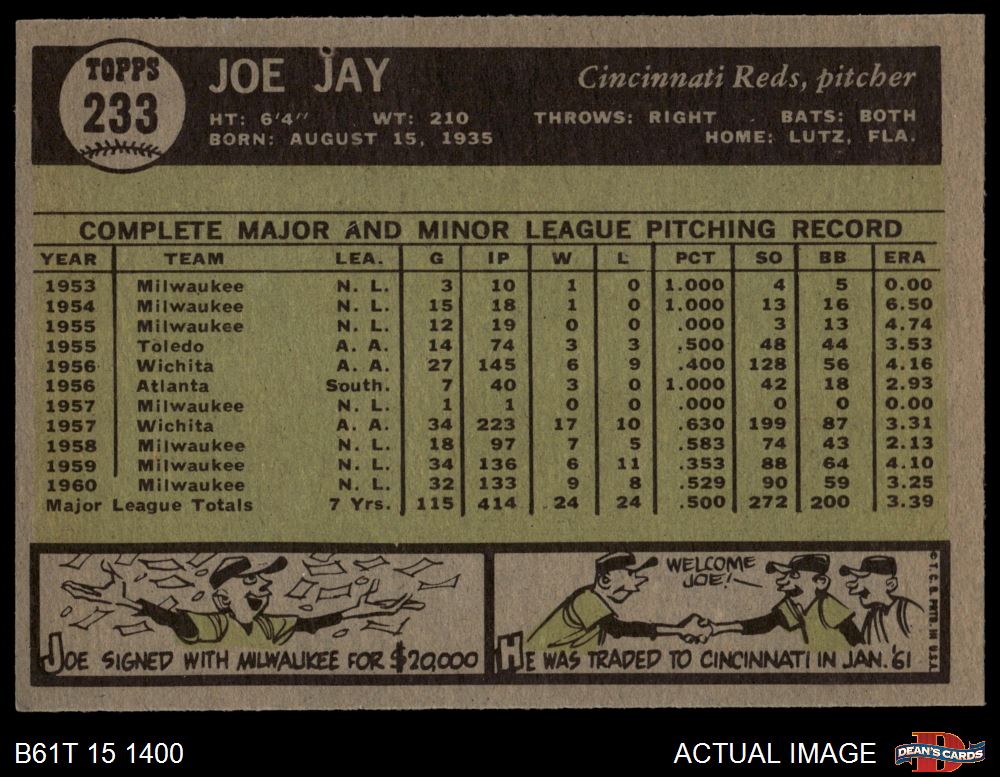 TOPPS
233
JOE JAY
Cincinnati Reds, pitcher
HT: 6'4" WT: 210 THROWS: RIGHT BATS: BOTH
BORN: AUGUST 15, 1935 HOME: LUTZ, FLA.
COMPLETE MAJOR AND MINOR LEAGUE PITCHING RECORD
YEAR TEAM LEA. G IP W L PCT SO BB ERA
1953 Milwaukee N. L. 3 10 1 0 1.000 4 5 0.00
1954 Milwaukee N. L. 15 18 1 0 1.000 13 16 6.50
1955 Milwaukee N. L. 12 19 0 0 .000 3 13 4.74
1955 Toledo A. A. 14 74 3 3 .500 48 44 3.53
1956 Wichita A. A. 27 145 6 9 .400 128 56 4.16
1956 Atlanta South. 7 40 3 0 1.000 42 18 2.93
1957 Milwaukee N. L. 1 1 0 0 .000 0 0 0.00
1957 Wichita A. A. 34 223 17 10 .630 199 87 3.31
1958 Milwaukee N. L. 18 97 7 5 .583 74 43 2.13
1959 Milwaukee N. L. 34 136 6 11 .353 88 64 4.10
1960 Milwaukee N. L. 32 133 9 8 .529 90 59 3.25
Major League Totals 7 Yrs. 115 414 24 24 .500 272 200 3.39
JOE SIGNED WITH MILWAUKEE FOR $20,000
WELCOME
JOE!
HE WAS TRADED TO CINCINNATI IN JAN. '61
© T. C. G. PRTD. IN U.S.A.
B61T 15 1400
ACTUAL IMAGE
DEAN'S CARDS